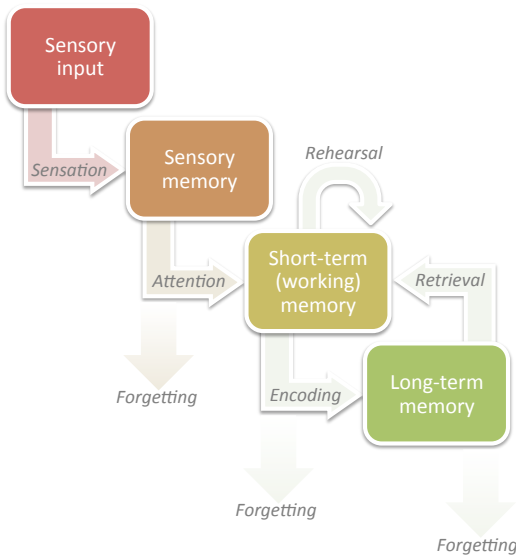 Sensory
input
Sensation
Sensory
memory
Rehearsal
Attention
Short-term
(working)
memory
Retrieval
Forgetting
Encoding
Long-term
memory
Forgetting
Forgetting